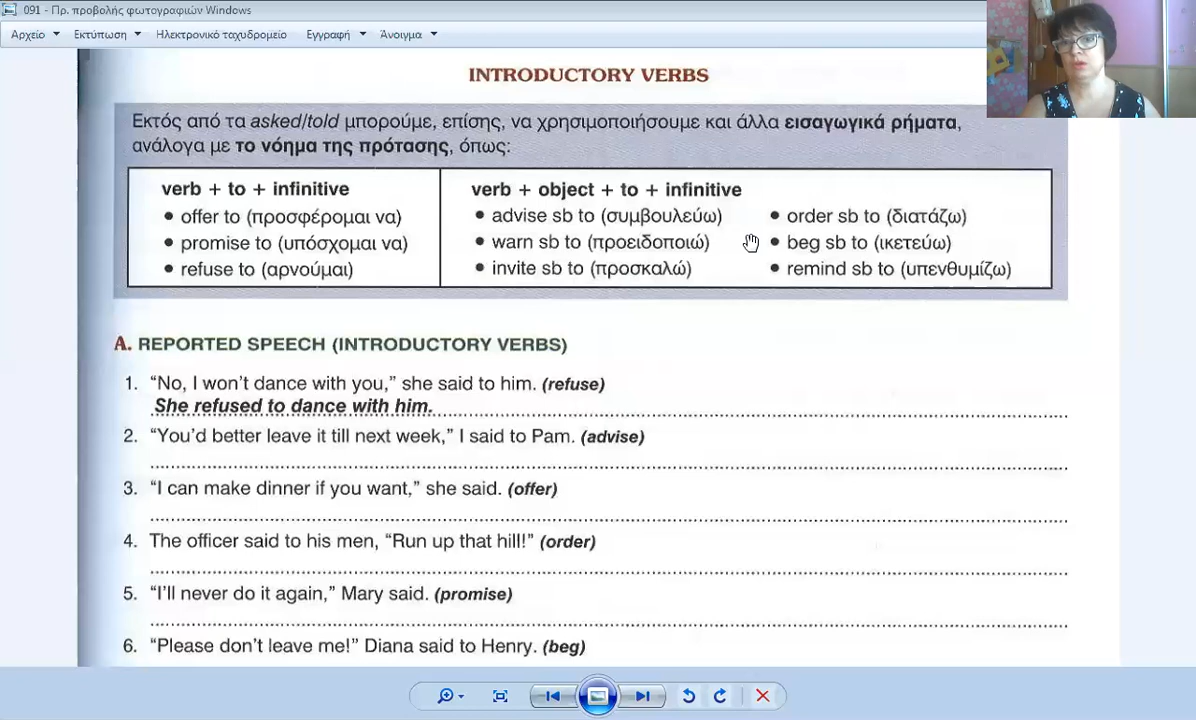 091 - Πρ. προβολής φωτογραφιών Windows
Αρχείο Εκτύπωση Ηλεκτρονικό ταχυδρομείο Εγγραφή Άνοιγμα
INTRODUCTORY VERBS
Εκτός από τα asked/told μπορούμε, επίσης, να χρησιμοποιήσουμε και άλλα εισαγωγικά ρήματα,
ανάλογα με το νόημα της πρότασης, όπως:
verb + to + infinitive
• offer to (προσφέρομαι να)
• promise to (υπόσχομαι να)
• refuse to (αρνούμαι)
verb + object + to + infinitive
• advise sb to (συμβουλεύω)
• warn sb to (προειδοποιώ)
• invite sb to (προσκαλώ)
• order sb to (διατάζω)
• beg sb to (ικετεύω)
• remind sb to (υπενθυμίζω)
A. REPORTED SPEECH (INTRODUCTORY VERBS)
1. “No, I won’t dance with you,” she said to him. (refuse)
She refused to dance with him.
2. “You’d better leave it till next week,” I said to Pam. (advise)
3. “I can make dinner if you want,” she said. (offer)
4. The officer said to his men, “Run up that hill!” (order)
5. “I’ll never do it again,” Mary said. (promise)
6. “Please don’t leave me!” Diana said to Henry. (beg)